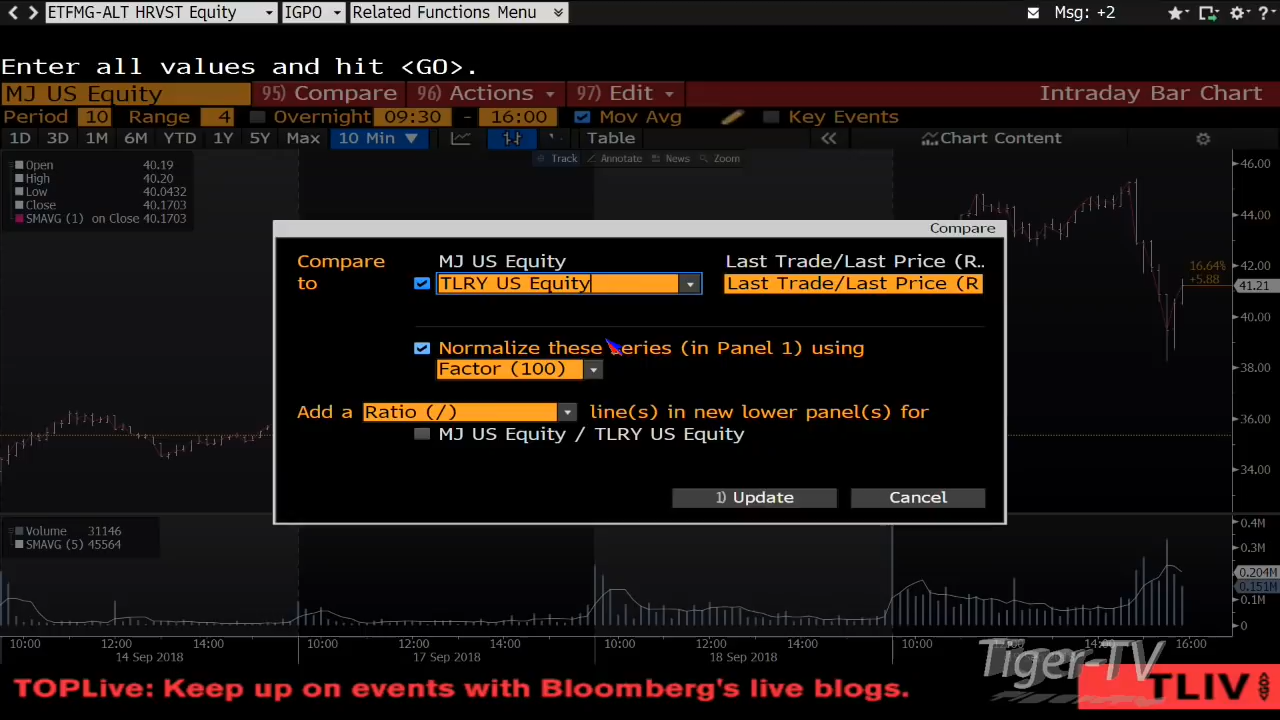 ETFMG-ALT HRVST Equity IGPO Related Functions Menu Msg: +2
Enter all values and hit <GO>.
MJ US Equity 95) Compare 96) Actions 97) Edit Intraday Bar Chart
Period 10 Range 4 Overnight 09:30 - 16:00 Mov Avg Key Events
1D 3D 1M 6M YTD 1Y 5Y Max 10 Min ▼ Table « Chart Content
Track Annotate News Zoom
Open 40.19
High 40.20
Low 40.0432
Close 40.1703
SMAVG (1) on Close 40.1703
46.00
44.00
42.00
16.64%
+5.88
41.21
40.00
38.00
36.00
34.00
Compare
Compare to
MJ US Equity Last Trade/Last Price (R..
TLRY US Equity Last Trade/Last Price (R
Normalize these series (in Panel 1) using
Factor (100)
Add a Ratio (/) line(s) in new lower panel(s) for
MJ US Equity / TLRY US Equity
1) Update Cancel
Volume 31146
SMAVG (5) 45564
0.4M
0.3M
0.204M
0.151M
0.1M
0
10:00 12:00 14:00 10:00 12:00 14:00 10:00 12:00 14:00 10:00 14:00 16:00
14 Sep 2018 17 Sep 2018 18 Sep 2018
Tiger-TV
TOPLive: Keep up on events with Bloomberg's live blogs.
TLIV